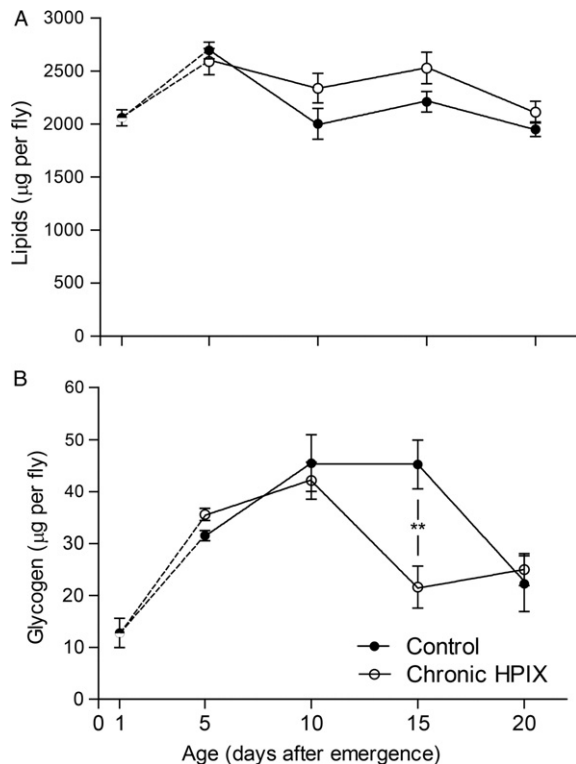 A
3000
2500
2000
1500
1000
500
0
Lipids (μg per fly)
B
60
50
40
30
20
10
0
Glycogen (μg per fly)
**
Control
Chronic HPIX
0 1 5 10 15 20
Age (days after emergence)